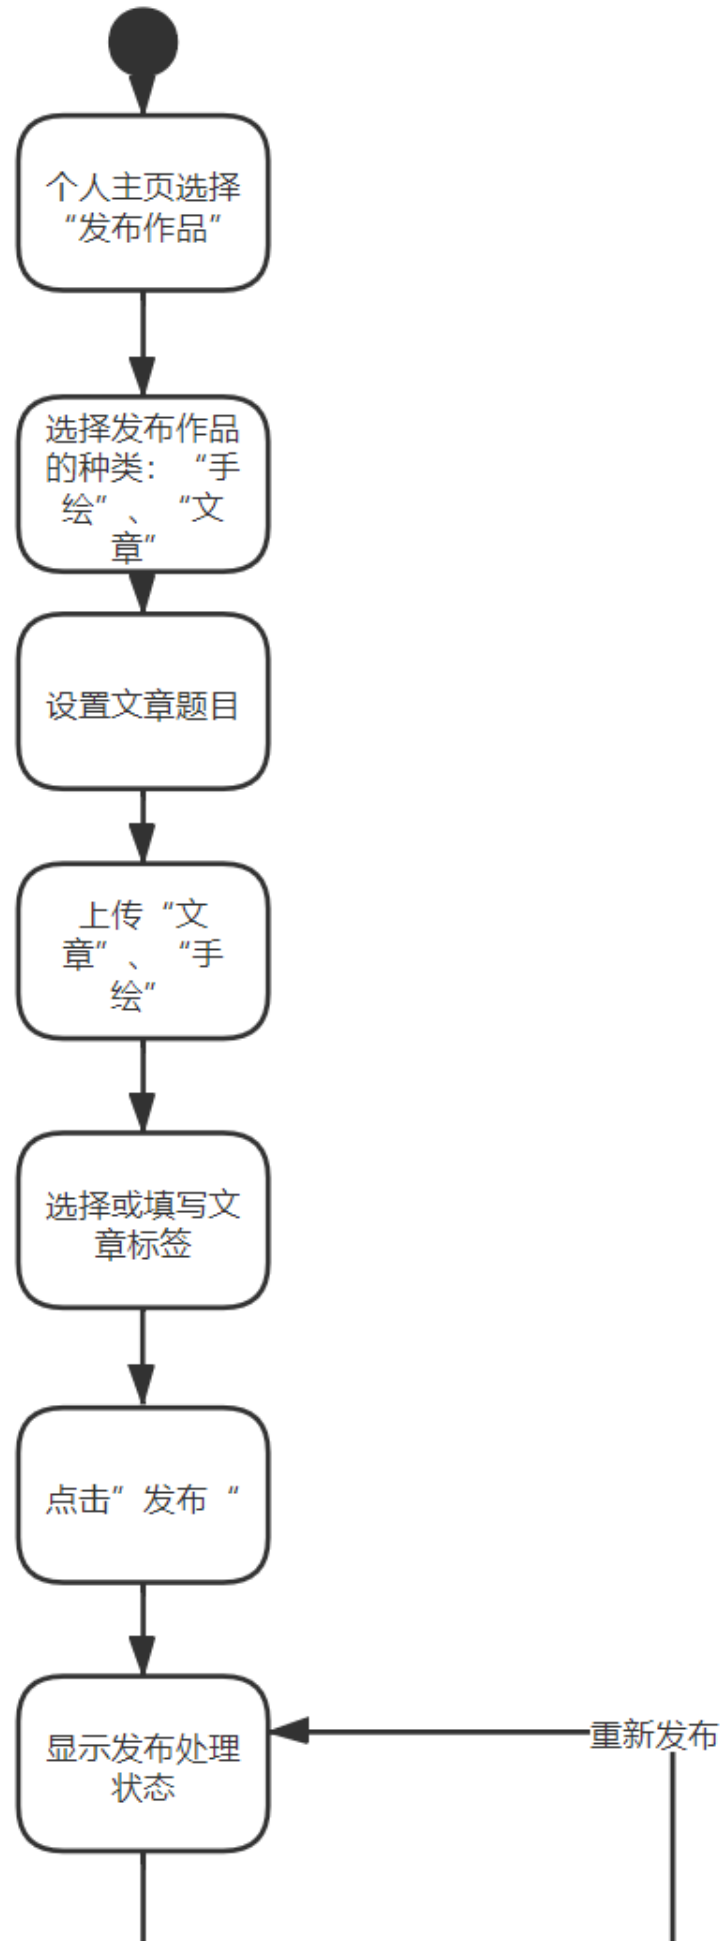 个人主页选择
“发布作品”
选择发布作品
的种类：“手
绘”、“文
章”
设置文章题目
上传“文
章”、“手
绘”
选择或填写文
章标签
点击”发布“
显示发布处理
状态
重新发布